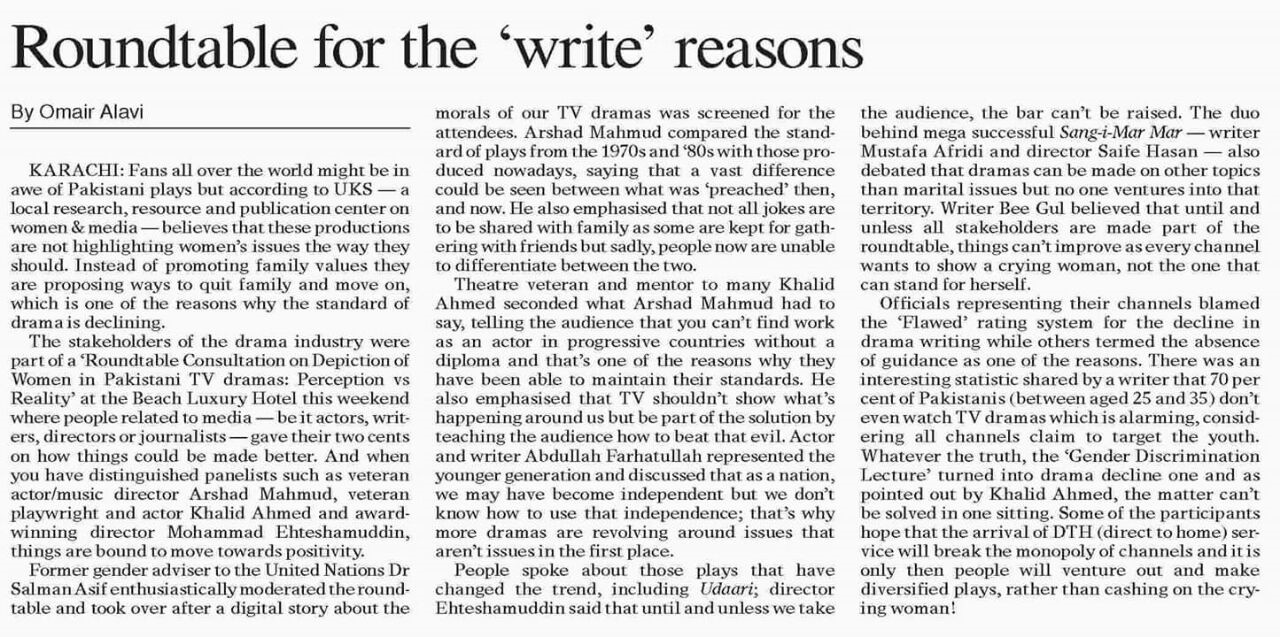 Roundtable for the ‘write’ reasons
By Omair Alavi
KARACHI: Fans all over the world might be in
awe of Pakistani plays but according to UKS — a
local research, resource and publication center on
women & media — believes that these productions
are not highlighting women’s issues the way they
should. Instead of promoting family values they
are proposing ways to quit family and move on,
which is one of the reasons why the standard of
drama is declining.
The stakeholders of the drama industry were
part of a ‘Roundtable Consultation on Depiction of
Women in Pakistani TV dramas: Perception vs
Reality’ at the Beach Luxury Hotel this weekend
where people related to media — be it actors, writ-
ers, directors or journalists — gave their two cents
on how things could be made better. And when
you have distinguished panelists such as veteran
actor/music director Arshad Mahmud, veteran
playwright and actor Khalid Ahmed and award-
winning director Mohammad Ehteshamuddin,
things are bound to move towards positivity.
Former gender adviser to the United Nations Dr
Salman Asif enthusiastically moderated the round-
table and took over after a digital story about the
morals of our TV dramas was screened for the
attendees. Arshad Mahmud compared the stand-
ard of plays from the 1970s and ‘80s with those pro-
duced nowadays, saying that a vast difference
could be seen between what was ‘preached’ then,
and now. He also emphasised that not all jokes are
to be shared with family as some are kept for gath-
ering with friends but sadly, people now are unable
to differentiate between the two.
Theatre veteran and mentor to many Khalid
Ahmed seconded what Arshad Mahmud had to
say, telling the audience that you can’t find work
as an actor in progressive countries without a
diploma and that’s one of the reasons why they
have been able to maintain their standards. He
also emphasised that TV shouldn’t show what’s
happening around us but be part of the solution by
teaching the audience how to beat that evil. Actor
and writer Abdullah Farhatullah represented the
younger generation and discussed that as a nation,
we may have become independent but we don’t
know how to use that independence; that’s why
more dramas are revolving around issues that
aren’t issues in the first place.
People spoke about those plays that have
changed the trend, including Udaari; director
Ehteshamuddin said that until and unless we take
the audience, the bar can’t be raised. The duo
behind mega successful Sang-i-Mar Mar — writer
Mustafa Afridi and director Saife Hasan — also
debated that dramas can be made on other topics
than marital issues but no one ventures into that
territory. Writer Bee Gul believed that until and
unless all stakeholders are made part of the
roundtable, things can’t improve as every channel
wants to show a crying woman, not the one that
can stand for herself.
Officials representing their channels blamed
the ‘Flawed’ rating system for the decline in
drama writing while others termed the absence
of guidance as one of the reasons. There was an
interesting statistic shared by a writer that 70 per
cent of Pakistanis (between aged 25 and 35) don’t
even watch TV dramas which is alarming, consid-
ering all channels claim to target the youth.
Whatever the truth, the ‘Gender Discrimination
Lecture’ turned into drama decline one and as
pointed out by Khalid Ahmed, the matter can’t
be solved in one sitting. Some of the participants
hope that the arrival of DTH (direct to home) ser-
vice will break the monopoly of channels and it is
only then people will venture out and make
diversified plays, rather than cashing on the cry-
ing woman!